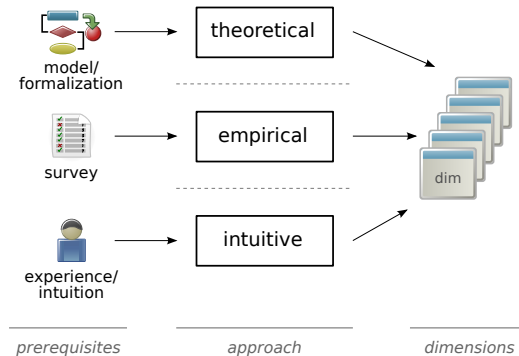 theoretical
model/
formalization
empirical
survey
dim
intuitive
experience/
intuition
prerequisites
approach
dimensions